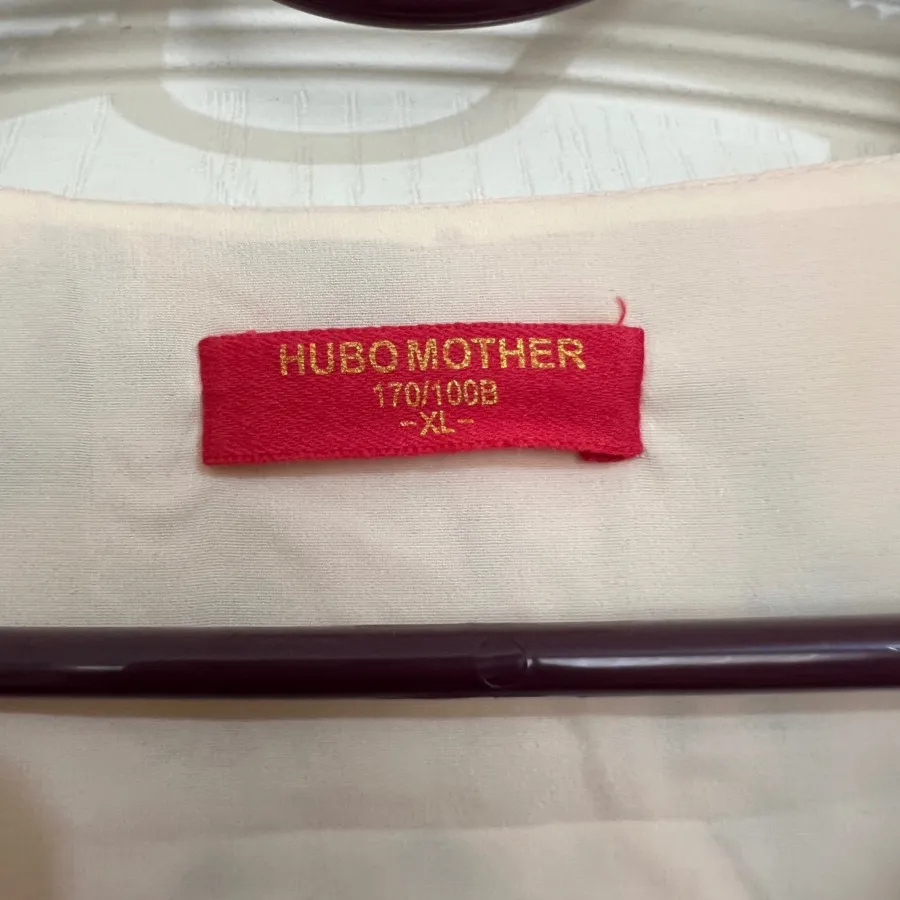 HUBO MOTHER
170/100B
-XL-